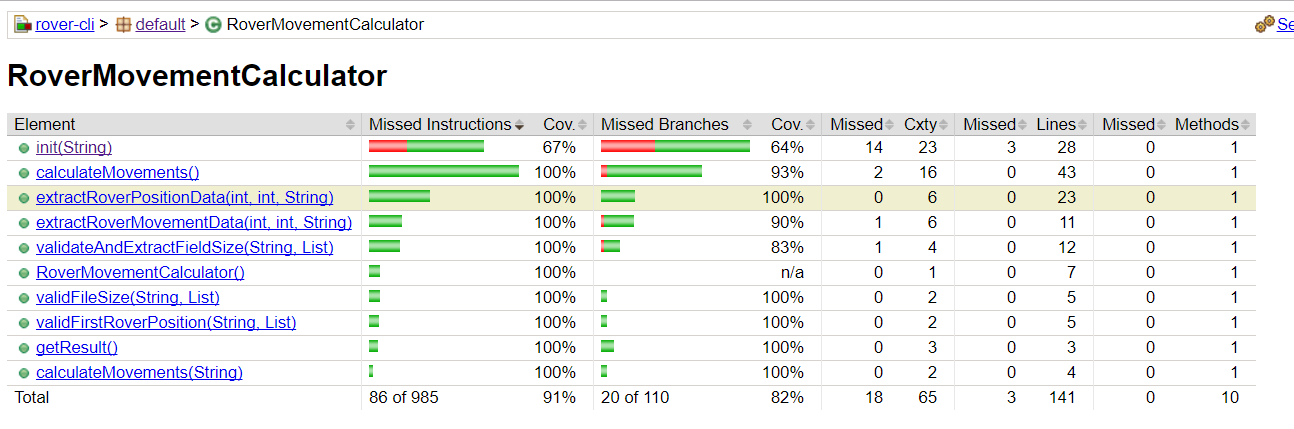 rover-cli > default > RoverMovementCalculator Se
RoverMovementCalculator
Element Missed Instructions Cov. Missed Branches Cov. Missed Cxty Missed Lines Missed Methods
init(String) 67% 64% 14 23 3 28 0 1
calculateMovements() 100% 93% 2 16 0 43 0 1
extractRoverPositionData(int, int, String) 100% 100% 0 6 0 23 0 1
extractRoverMovementData(int, int, String) 100% 90% 1 6 0 11 0 1
validateAndExtractFieldSize(String, List) 100% 83% 1 4 0 12 0 1
RoverMovementCalculator() 100% n/a 0 1 0 7 0 1
validFileSize(String, List) 100% 100% 0 2 0 5 0 1
validFirstRoverPosition(String, List) 100% 100% 0 2 0 5 0 1
getResult() 100% 100% 0 3 0 3 0 1
calculateMovements(String) 100% 100% 0 2 0 4 0 1
Total 86 of 985 91% 20 of 110 82% 18 65 3 141 0 10